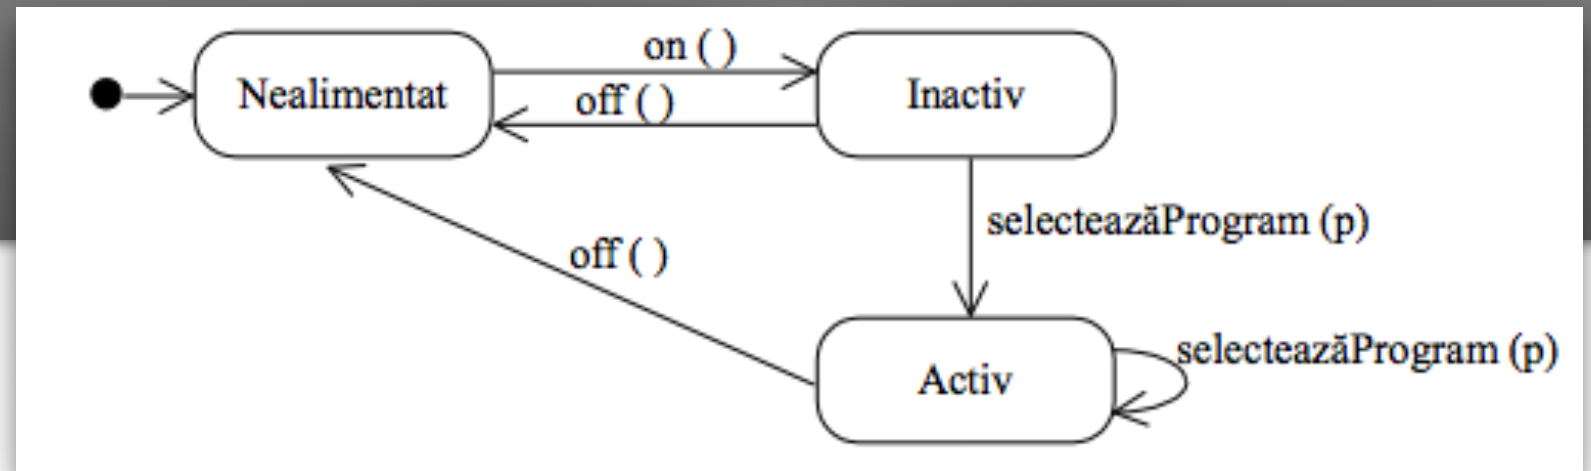 on ( )
Nealimentat
Inactiv
off ( )
selecteazăProgram (p)
off ( )
selecteazăProgram (p)
Activ